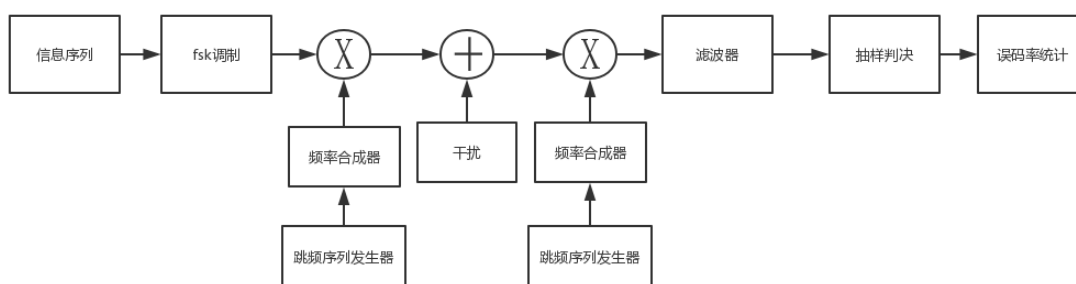 信息序列
fsk调制
X
X
滤波器
抽样判决
误码率统计
频率合成器
干扰
频率合成器
跳频序列发生器
跳频序列发生器